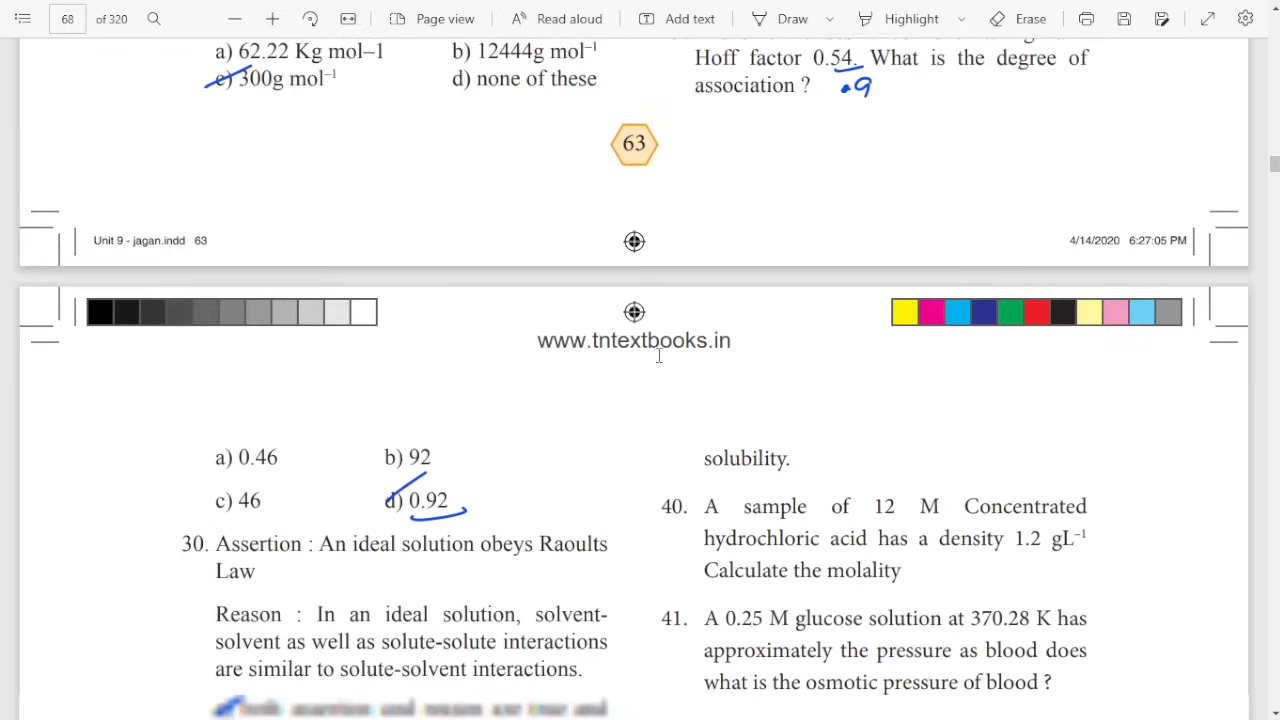 68 of 320 Page view Read aloud Add text Draw Highlight Erase
a) 62.22 Kg mol–1 b) 12444g mol⁻¹
c) 300g mol⁻¹ d) none of these
Hoff factor 0.54. What is the degree of
association ? .9
63
Unit 9 - jagan.indd 63 4/14/2020 6:27:05 PM
www.tntextbooks.in
a) 0.46 b) 92
c) 46 d) 0.92
30. Assertion : An ideal solution obeys Raoults
Law
Reason : In an ideal solution, solvent-
solvent as well as solute-solute interactions
are similar to solute-solvent interactions.
solubility.
40. A sample of 12 M Concentrated
hydrochloric acid has a density 1.2 gL⁻¹
Calculate the molality
41. A 0.25 M glucose solution at 370.28 K has
approximately the pressure as blood does
what is the osmotic pressure of blood ?